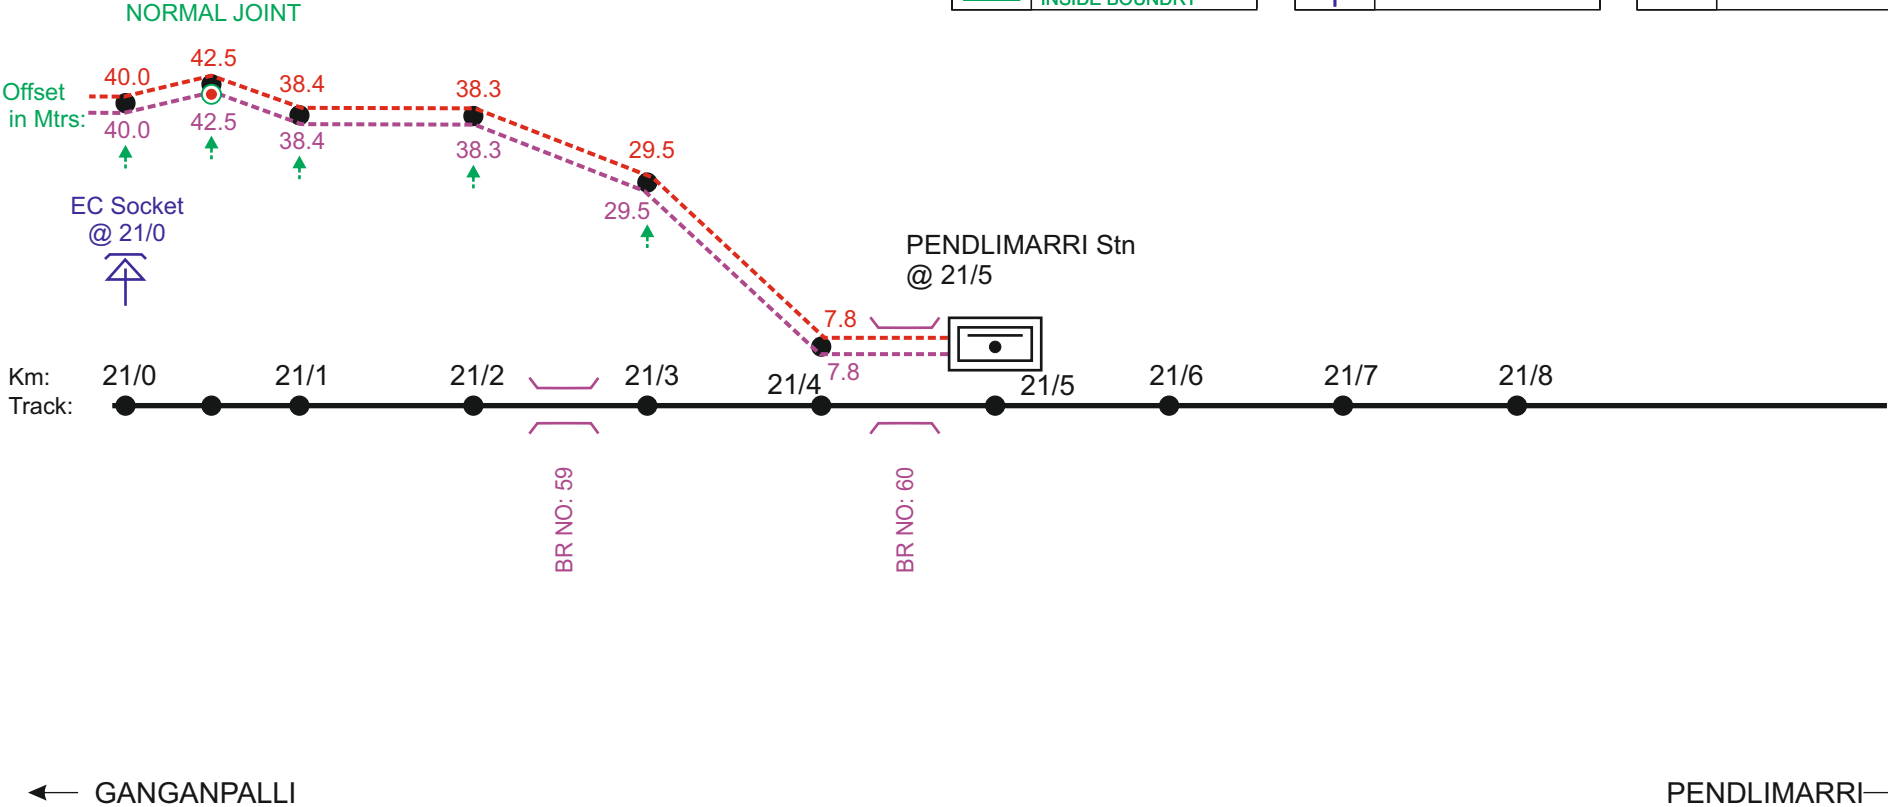 NORMAL JOINT
INSIDE BOUNDRY
Offset
in Mtrs:
40.0
42.5
38.4
38.3
29.5
7.8
40.0
42.5
38.4
38.3
29.5
7.8
EC Socket
@ 21/0
PENDLIMARRI Stn
@ 21/5
Km:
21/0
21/1
21/2
21/3
21/4
21/5
21/6
21/7
21/8
Track:
BR NO: 59
BR NO: 60
GANGANPALLI
PENDLIMARRI